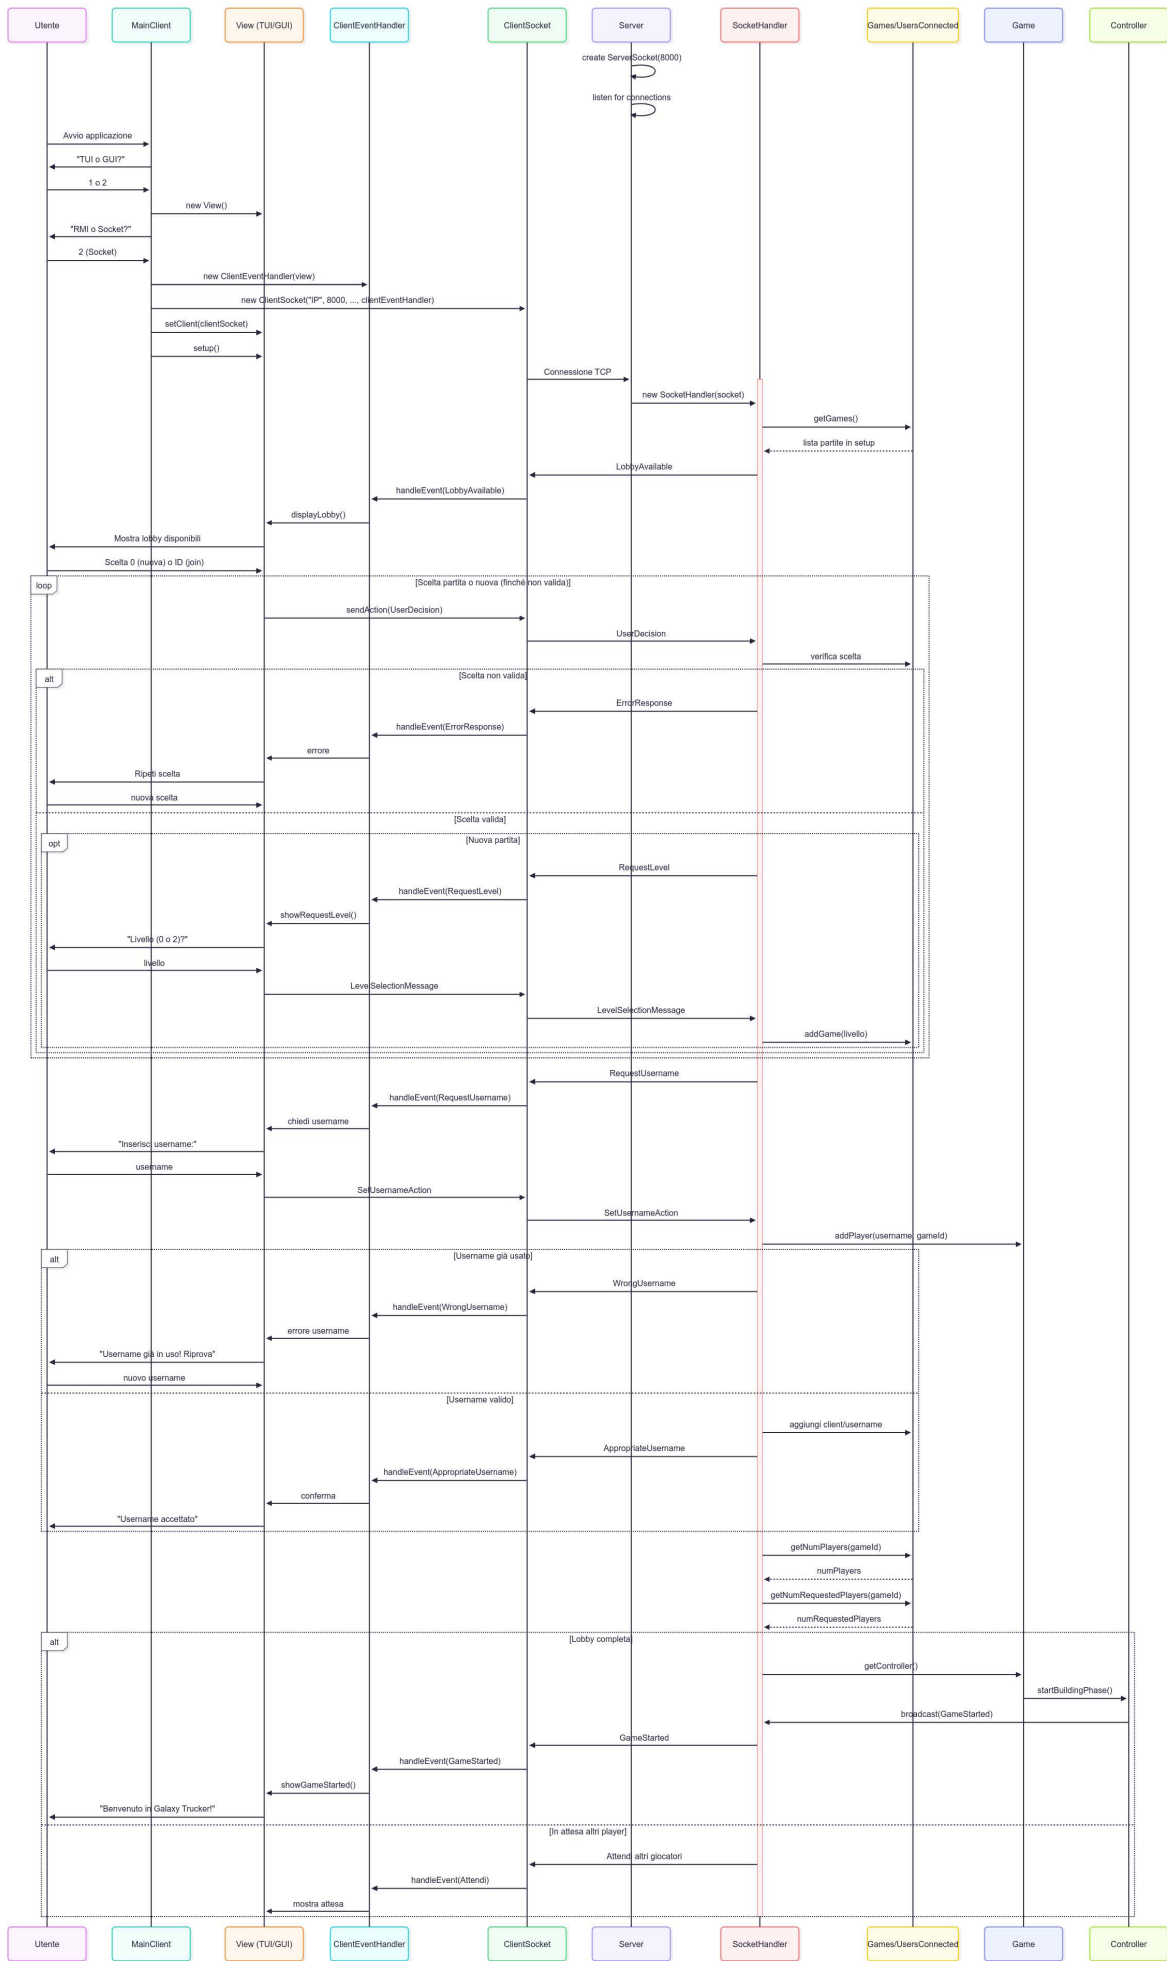 Utente
MainClient
View (TUI/GUI)
ClientEventHandler
ClientSocket
Server
SocketHandler
Games/UsersConnected
Game
Controller
create ServerSocket(8000)
listen for connections
Avvio applicazione
"TUI o GUI?"
1 o 2
new View()
"RMI o Socket?"
2 (Socket)
new ClientEventHandler(view)
new ClientSocket("IP", 8000, ..., clientEventHandler)
setClient(clientSocket)
setup()
Connessione TCP
new SocketHandler(socket)
getGames()
lista partite in setup
LobbyAvailable
handleEvent(LobbyAvailable)
displayLobby()
Mostra lobby disponibili
Scelta 0 (nuova) o ID (join)
loop
[Scelta partita o nuova (finché non valida)]
sendAction(UserDecision)
UserDecision
verifica scelta
alt
[Scelta non valida]
ErrorResponse
handleEvent(ErrorResponse)
errore
Ripeti scelta
nuova scelta
[Scelta valida]
opt
[Nuova partita]
RequestLevel
handleEvent(RequestLevel)
showRequestLevel()
"Livello (0 o 2)?"
livello
LevelSelectionMessage
LevelSelectionMessage
addGame(livello)
RequestUsername
handleEvent(RequestUsername)
chiedi username
"Inserisci username:"
username
SetUsernameAction
SetUsernameAction
addPlayer(username, gameId)
alt
[Username già usato]
WrongUsername
handleEvent(WrongUsername)
errore username
"Username già in uso! Riprova"
nuovo username
[Username valido]
aggiungi client/username
AppropriateUsername
handleEvent(AppropriateUsername)
conferma
"Username accettato"
getNumPlayers(gameId)
numPlayers
getNumRequestedPlayers(gameId)
numRequestedPlayers
alt
[Lobby completa]
getController()
startBuildingPhase()
broadcast(GameStarted)
GameStarted
handleEvent(GameStarted)
showGameStarted()
"Benvenuto in Galaxy Trucker!"
[In attesa altri player]
Attendi altri giocatori
handleEvent(Attendi)
mostra attesa
Utente
MainClient
View (TUI/GUI)
ClientEventHandler
ClientSocket
Server
SocketHandler
Games/UsersConnected
Game
Controller